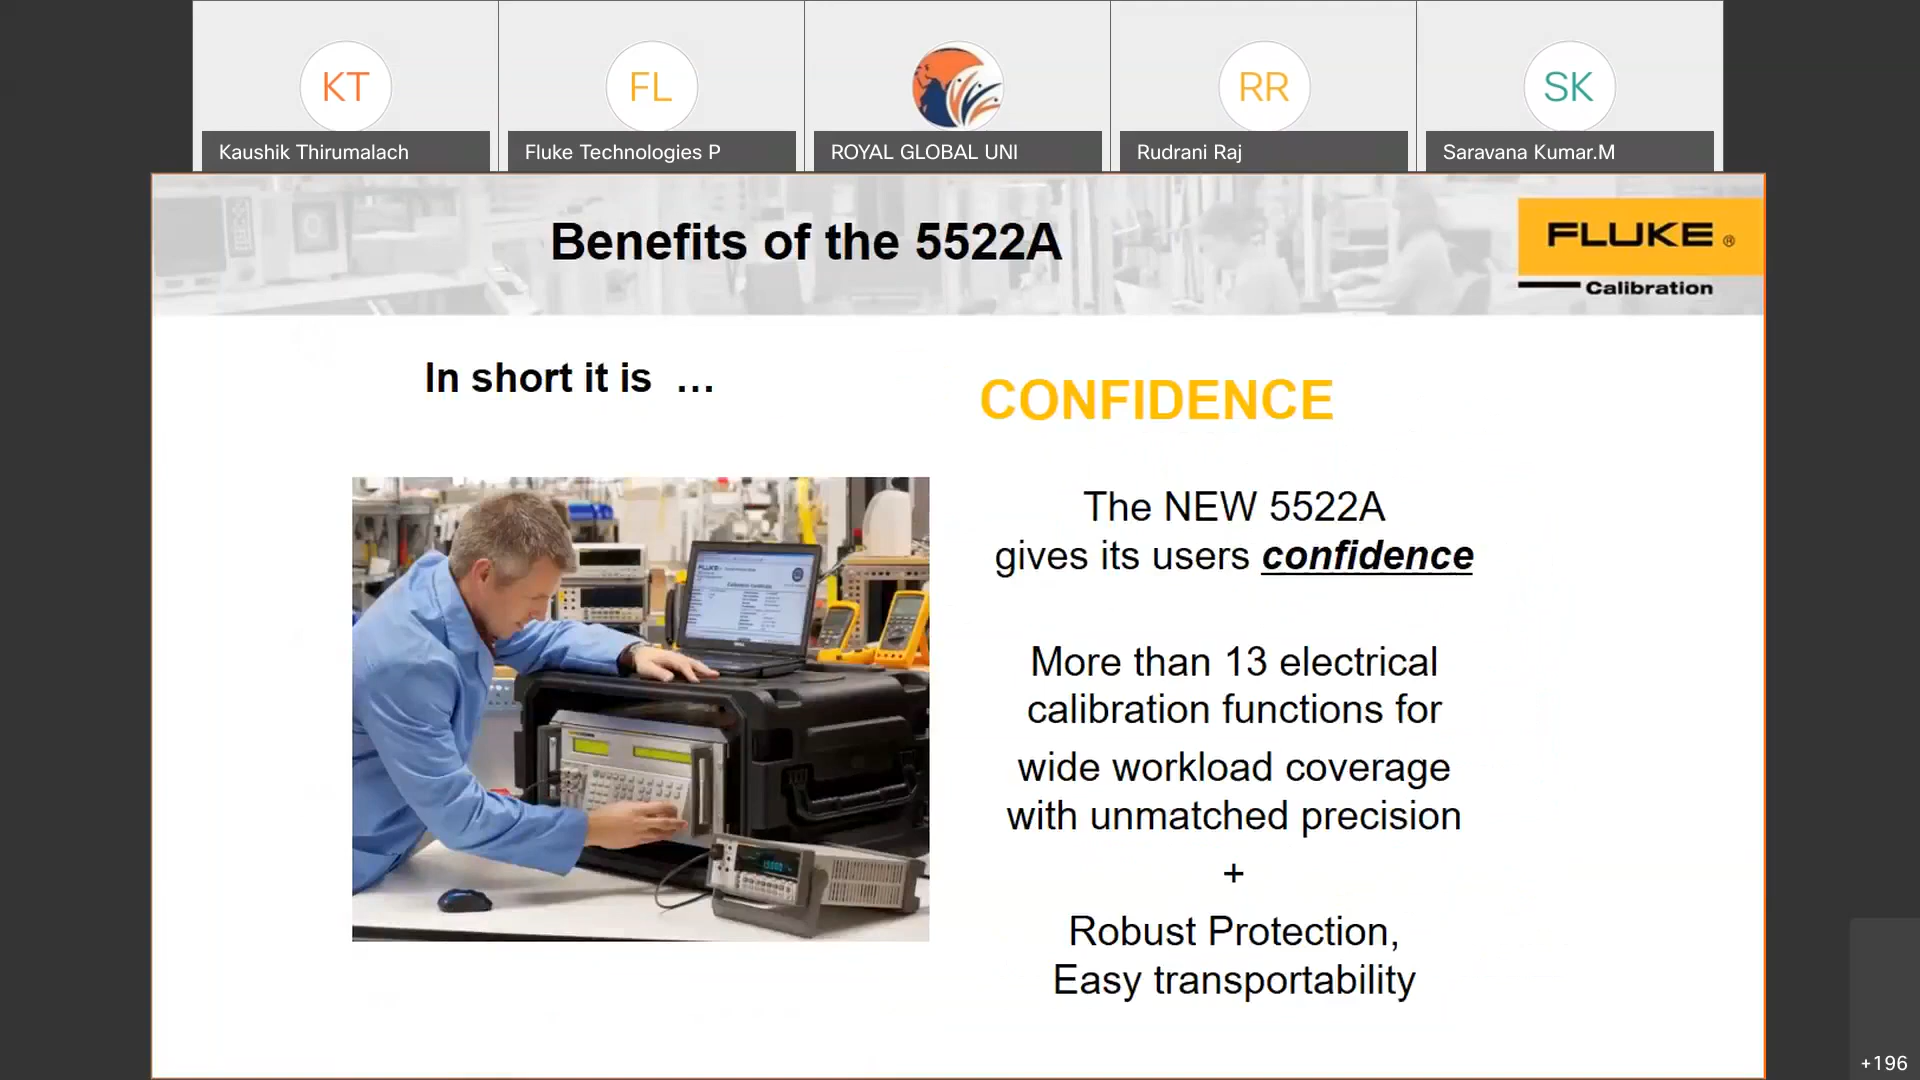 KT
FL
RR
SK
Kaushik Thirumalach
Fluke Technologies P
ROYAL GLOBAL UNI
Rudrani Raj
Saravana Kumar.M
Benefits of the 5522A
FLUKE ®
Calibration
In short it is …
CONFIDENCE
The NEW 5522A
gives its users confidence
More than 13 electrical
calibration functions for
wide workload coverage
with unmatched precision
+
Robust Protection,
Easy transportability
FLUKE
+196